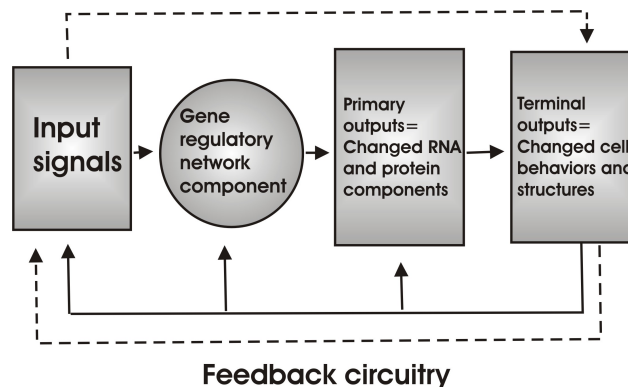 Input
signals
Gene
regulatory
network
component
Primary
outputs=
Changed RNA
and protein
components
Terminal
outputs=
Changed cell
behaviors and
structures
Feedback circuitry